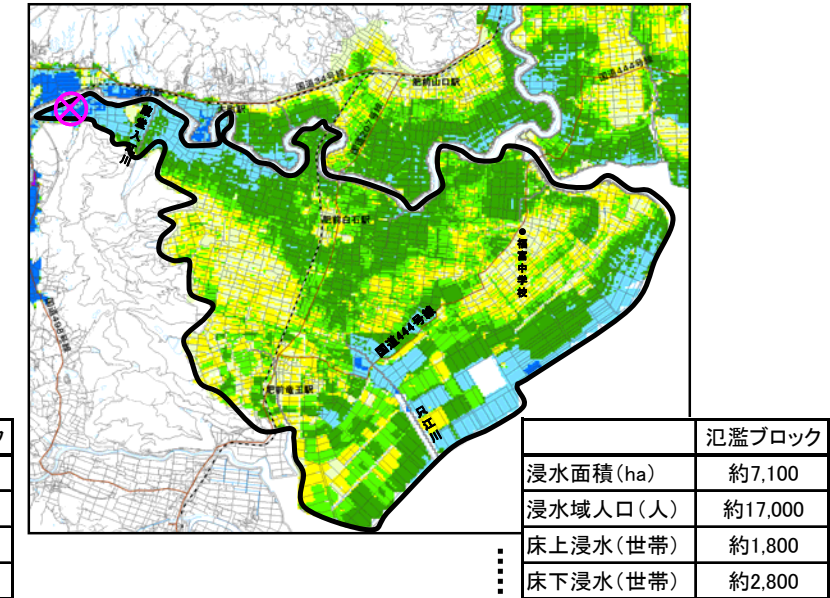 国道34号線
肥前山口駅
国道444号線
肥前白石駅
福富中学校
国道444号線
国道498号線
肥前竜王駅
只江川
ク
氾濫ブロック
浸水面積(ha) 約7,100
浸水域人口(人) 約17,000
床上浸水(世帯) 約1,800
床下浸水(世帯) 約2,800